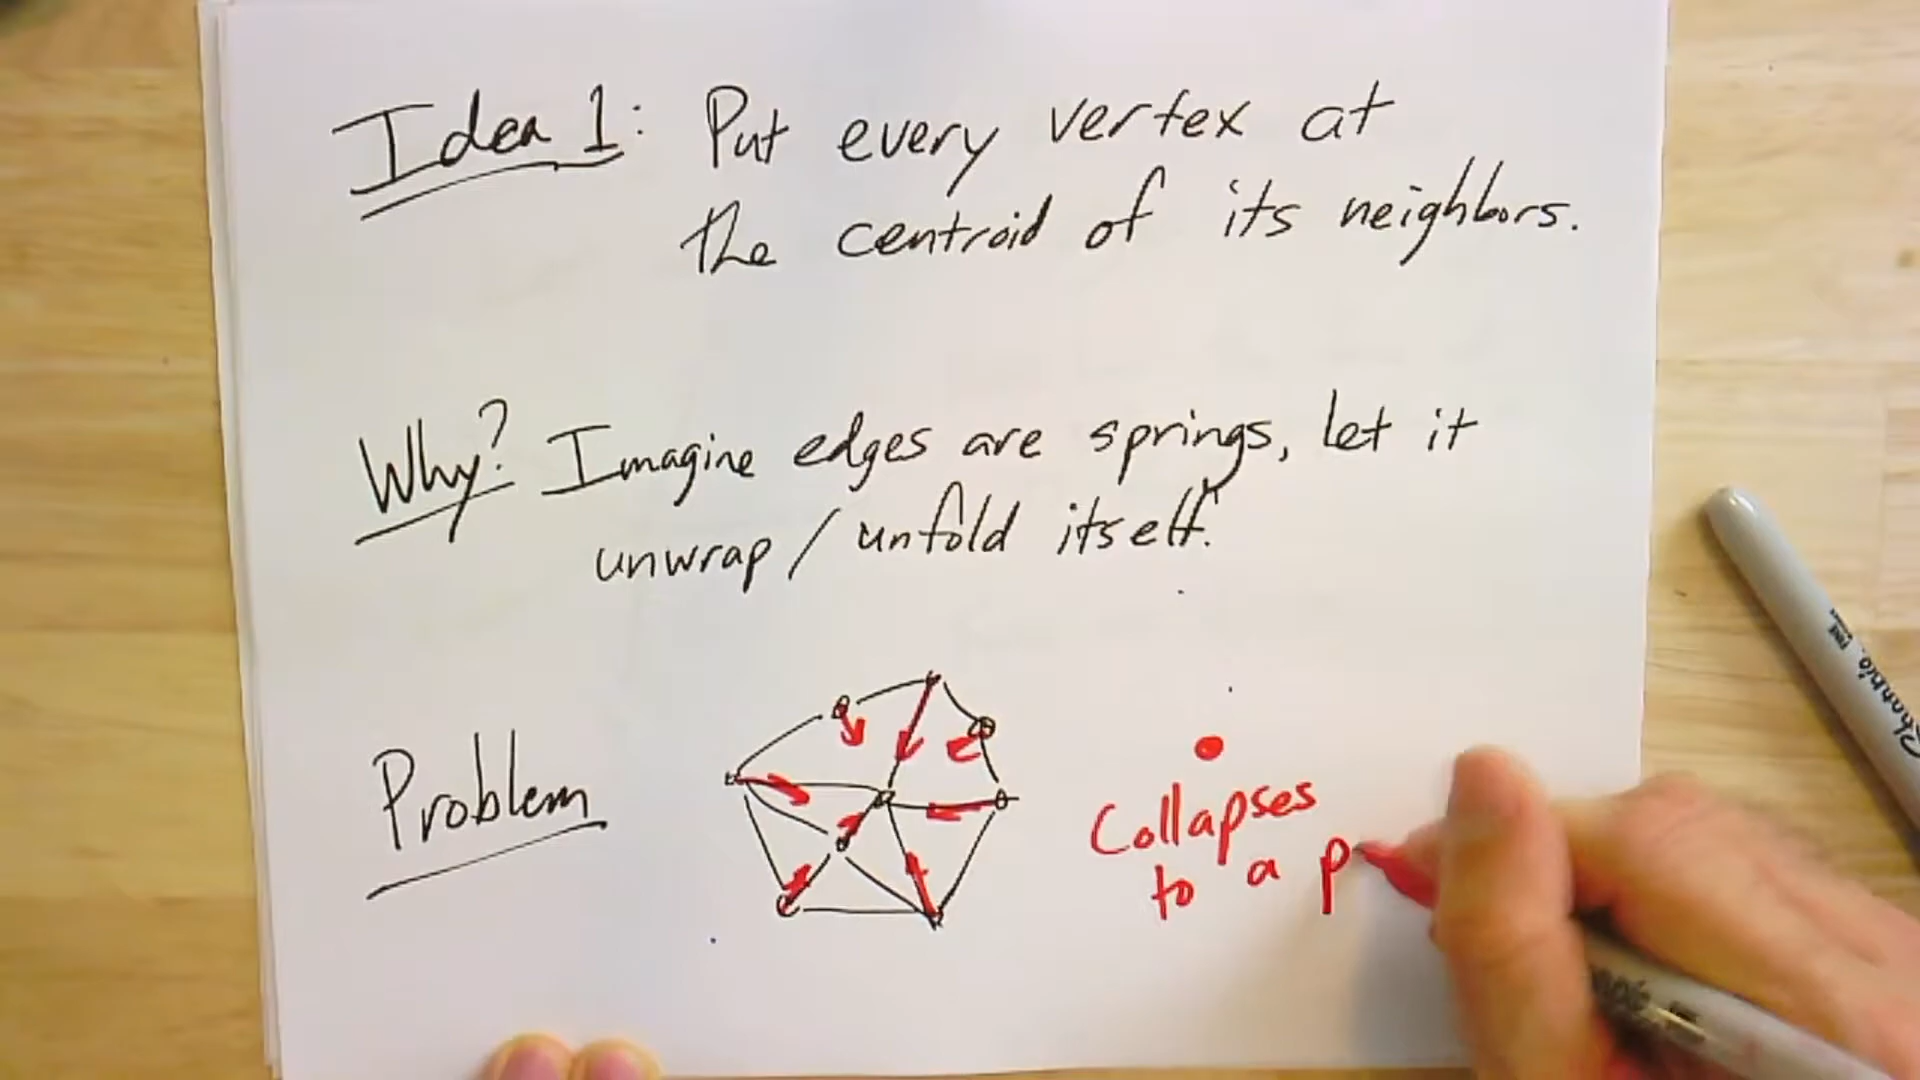 Idea 1: Put every vertex at
the centroid of its neighbors.
Why? Imagine edges are springs, let it
unwrap / unfold itself.
Problem
Collapses
to a p
Sharpie